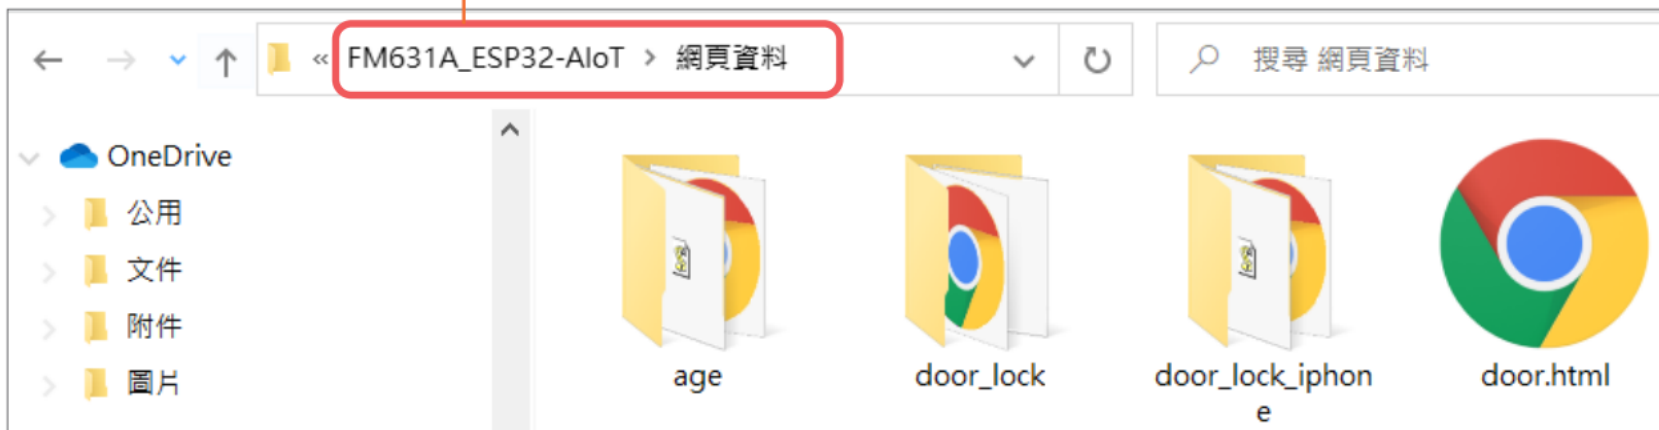 « FM631A_ESP32-AIoT > 網頁資料
搜尋 網頁資料
OneDrive
公用
文件
附件
圖片
age
door_lock
door_lock_iphon
e
door.html